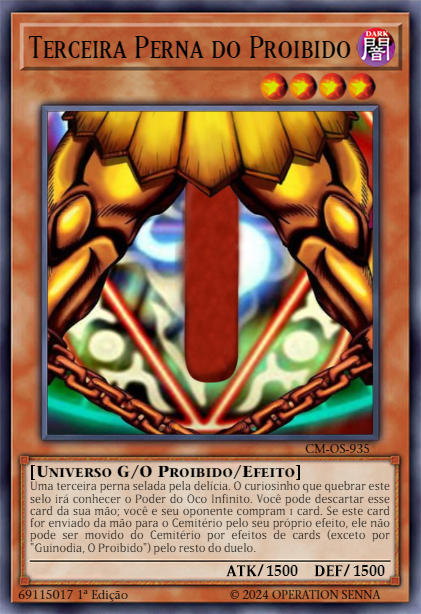 Terceira Perna do Proibido
DARK
闇
CM-OS-935
[Universo G/O Proibido/Efeito]
Uma terceira perna selada pela delícia. O curiosinho que quebrar este
selo irá conhecer o Poder do Oco Infinito. Você pode descartar esse
card da sua mão; você e seu oponente compram 1 card. Se este card
for enviado da mão para o Cemitério pelo seu próprio efeito, ele não
pode ser movido do Cemitério por efeitos de cards (exceto por
"Guinodia, O Proibido") pelo resto do duelo.
ATK/1500 DEF/1500
69115017 1ª Edição
©2024 OPERATION SENNA